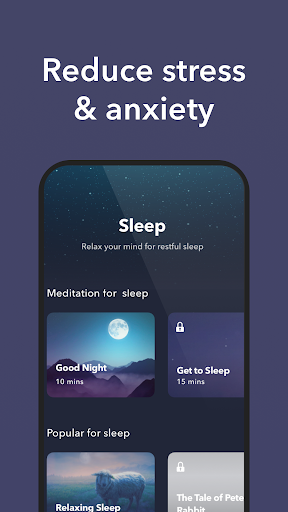 Reduce stress
& anxiety
Sleep
Relax your mind for restful sleep
Meditation for sleep
Good Night
10 mins
Get to Sleep
15 mins
Popular for sleep
Relaxing Sleep
The Tale of Pete
Rabbit